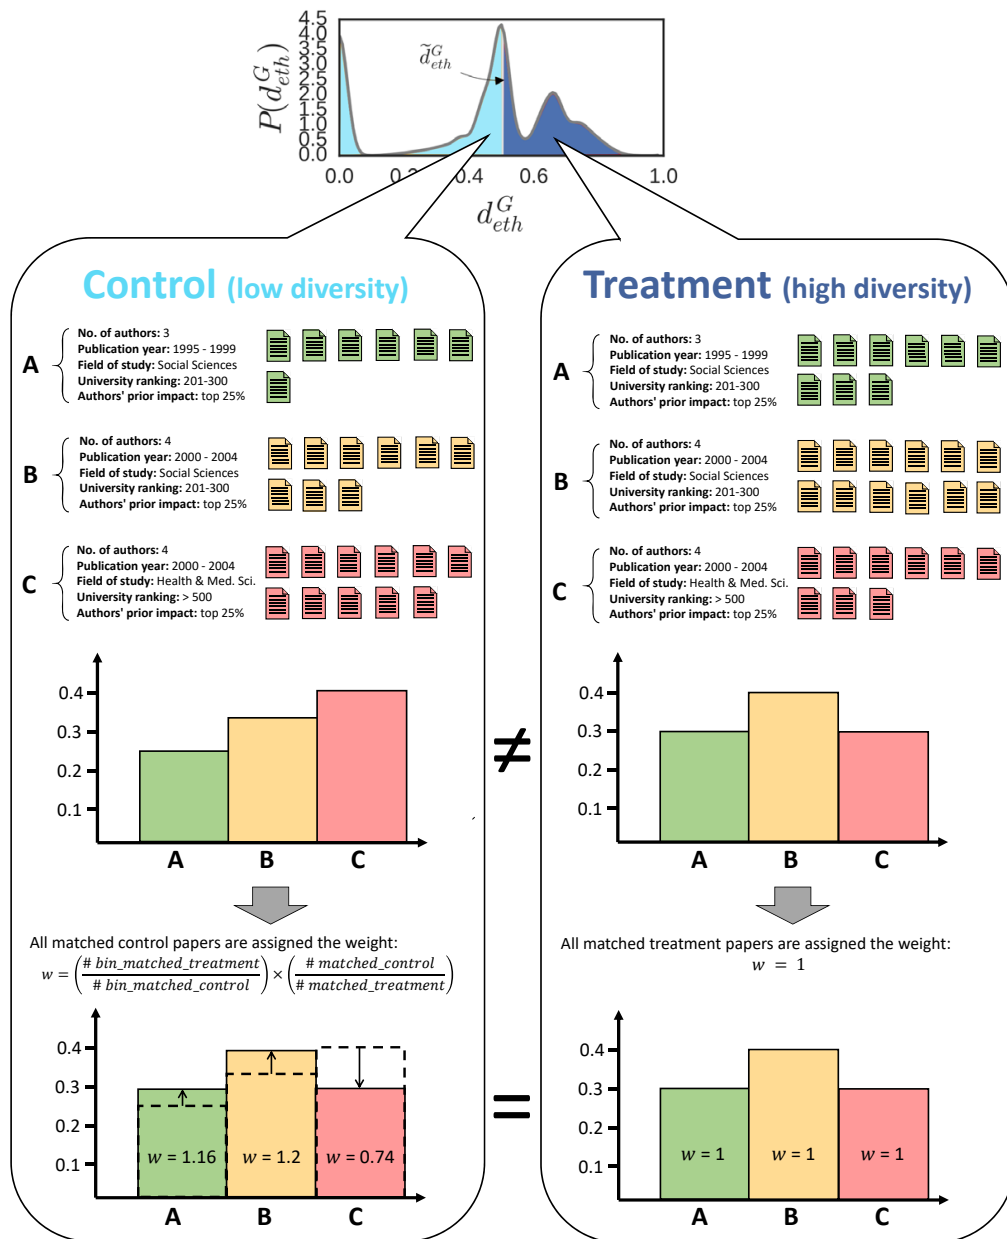 4.5
4.0
3.5
3.0
2.5
2.0
1.5
1.0
0.5
0.0
P(d^G_eth)
d̃^G_eth
0.0 0.2 0.4 0.6 0.8 1.0
d^G_eth
Control (low diversity)
A
No. of authors: 3
Publication year: 1995 - 1999
Field of study: Social Sciences
University ranking: 201-300
Authors' prior impact: top 25%
B
No. of authors: 4
Publication year: 2000 - 2004
Field of study: Social Sciences
University ranking: 201-300
Authors' prior impact: top 25%
C
No. of authors: 4
Publication year: 2000 - 2004
Field of study: Health & Med. Sci.
University ranking: > 500
Authors' prior impact: top 25%
0.4
0.3
0.2
0.1
A B C
All matched control papers are assigned the weight:
w = (# bin_matched_treatment / # bin_matched_control) × (# matched_control / # matched_treatment)
0.4
0.3
0.2
0.1
w = 1.16 w = 1.2 w = 0.74
A B C
≠
=
Treatment (high diversity)
A
No. of authors: 3
Publication year: 1995 - 1999
Field of study: Social Sciences
University ranking: 201-300
Authors' prior impact: top 25%
B
No. of authors: 4
Publication year: 2000 - 2004
Field of study: Social Sciences
University ranking: 201-300
Authors' prior impact: top 25%
C
No. of authors: 4
Publication year: 2000 - 2004
Field of study: Health & Med. Sci.
University ranking: > 500
Authors' prior impact: top 25%
0.4
0.3
0.2
0.1
A B C
All matched treatment papers are assigned the weight:
w = 1
0.4
0.3
0.2
0.1
w = 1 w = 1 w = 1
A B C